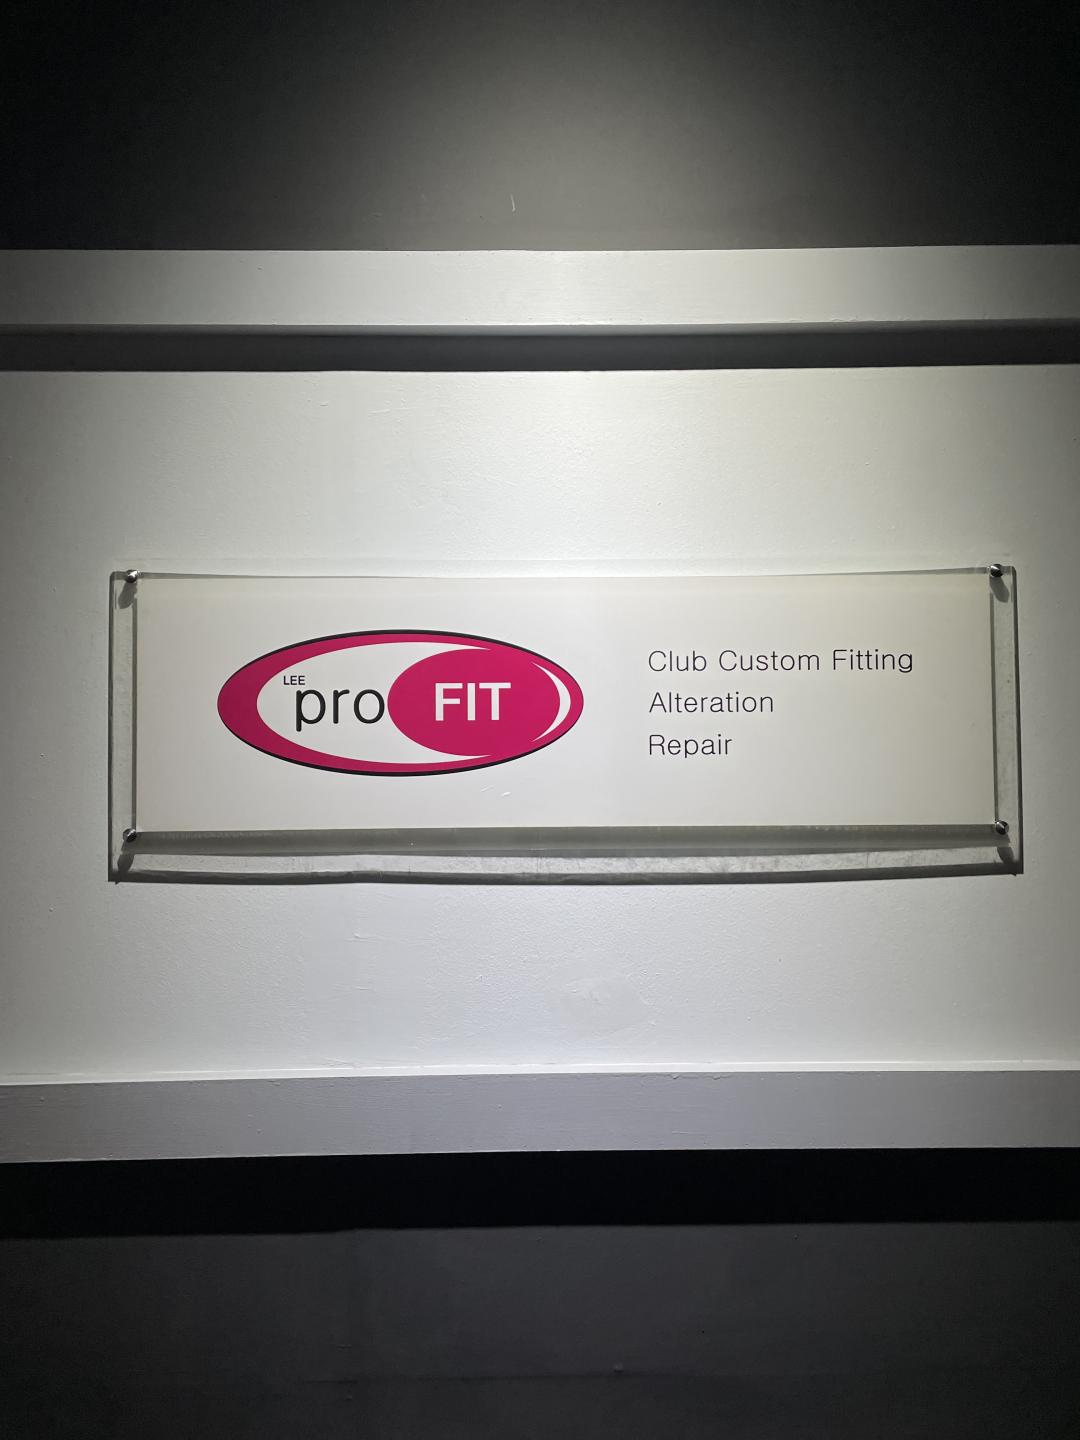 LEE
pro FIT
Club Custom Fitting
Alteration
Repair